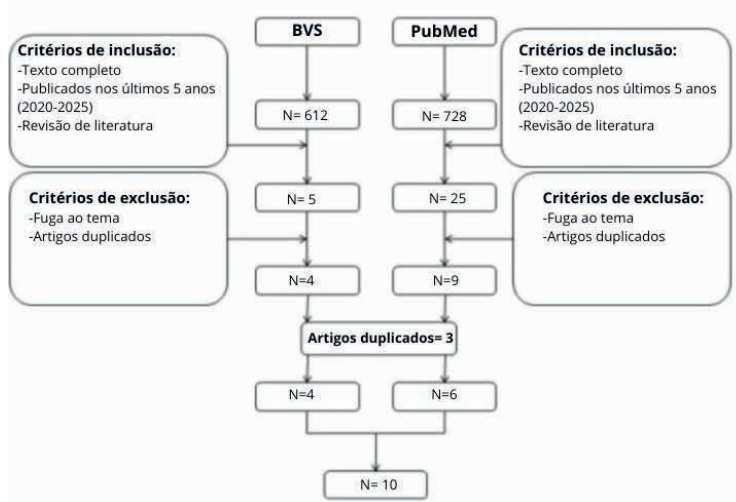 BVS
PubMed
Critérios de inclusão:
-Texto completo
-Publicados nos últimos 5 anos
(2020-2025)
-Revisão de literatura
Critérios de inclusão:
-Texto completo
-Publicados nos últimos 5 anos
(2020-2025)
-Revisão de literatura
N= 612
N= 728
Critérios de exclusão:
-Fuga ao tema
-Artigos duplicados
N= 5
N= 25
Critérios de exclusão:
-Fuga ao tema
-Artigos duplicados
N=4
N=9
Artigos duplicados= 3
N=4
N=6
N= 10